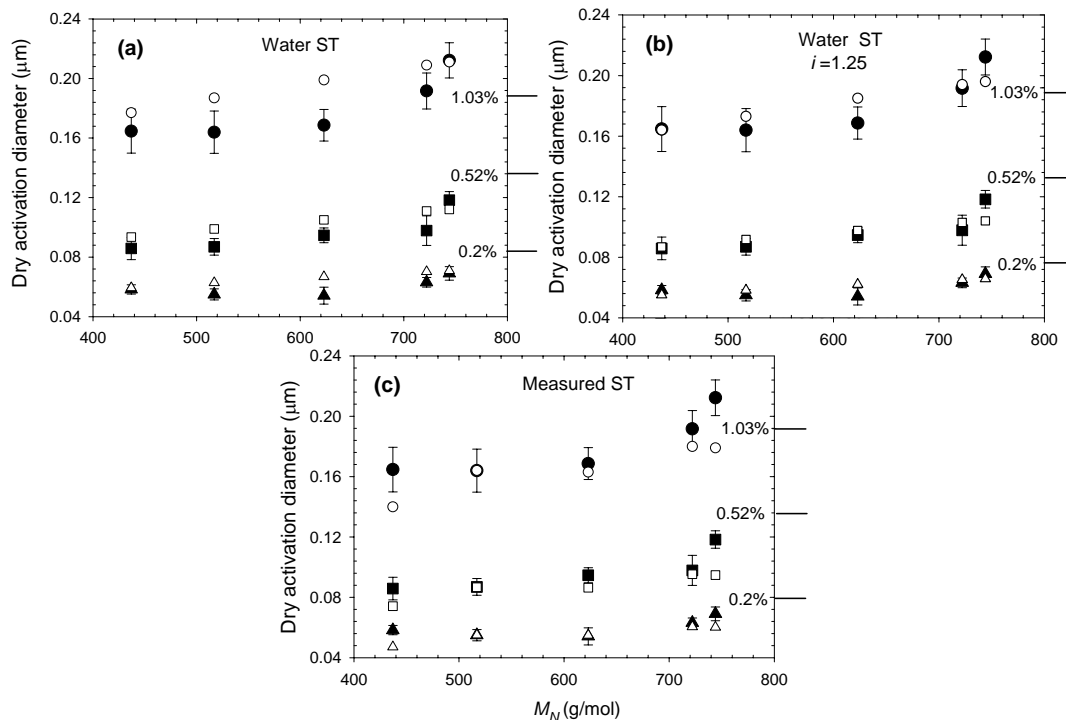 (a)
Water ST
Dry activation diameter (μm)
0.24
0.20
0.16
0.12
0.08
0.04
400 500 600 700 800
1.03%
0.52%
0.2%
(b)
Water ST
i =1.25
Dry activation diameter (μm)
0.24
0.20
0.16
0.12
0.08
0.04
400 500 600 700 800
1.03%
0.52%
0.2%
(c)
Measured ST
Dry activation diameter (μm)
0.24
0.20
0.16
0.12
0.08
0.04
400 500 600 700 800
1.03%
0.52%
0.2%
M_N (g/mol)